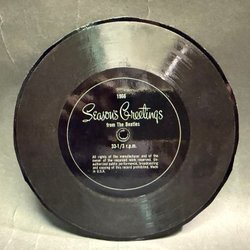 1966
Season's Greetings
from The Beatles
33-1/3 r.p.m.
All rights of the manufacturer and of the
owner of the recorded work reserved. Un-
authorized public performance, broadcasting
and copying of this record prohibited. Made
in U.S.A.